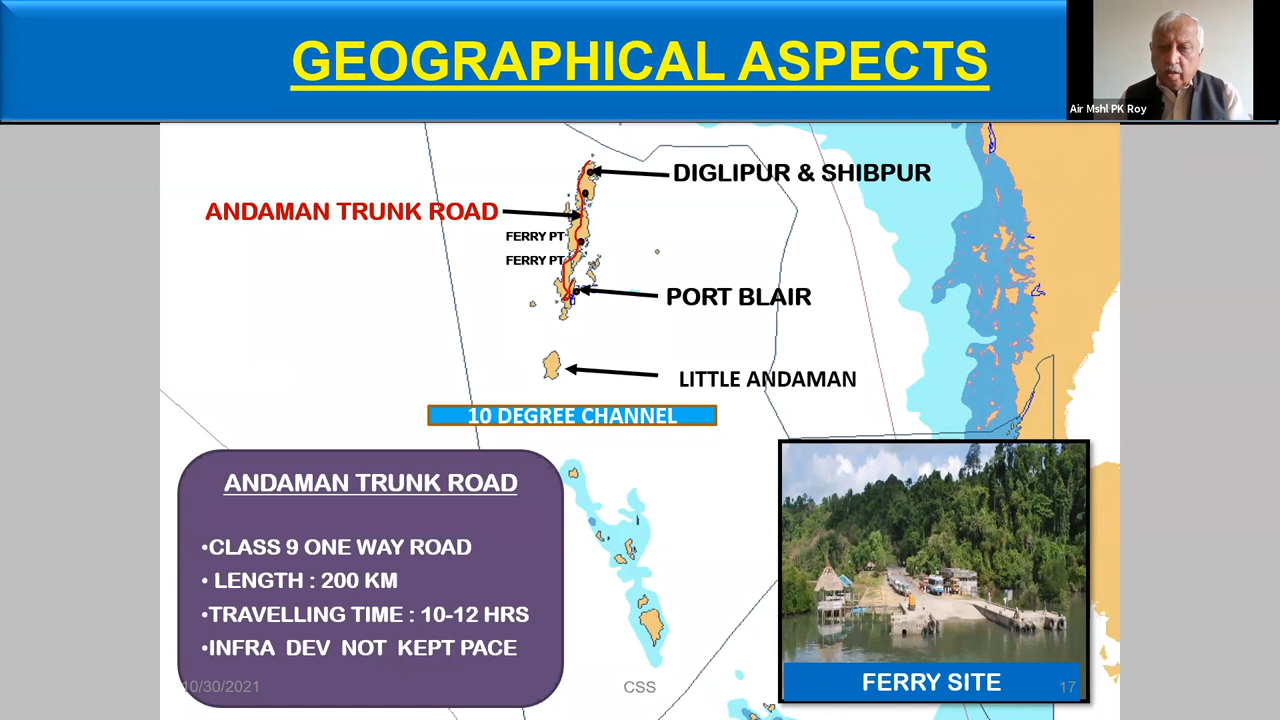 GEOGRAPHICAL ASPECTS
Air Mshl PK Roy
DIGLIPUR & SHIBPUR
ANDAMAN TRUNK ROAD
FERRY PT
FERRY PT
PORT BLAIR
LITTLE ANDAMAN
10 DEGREE CHANNEL
ANDAMAN TRUNK ROAD
•CLASS 9 ONE WAY ROAD
• LENGTH : 200 KM
•TRAVELLING TIME : 10-12 HRS
•INFRA DEV NOT KEPT PACE
FERRY SITE
10/30/2021
CSS
17